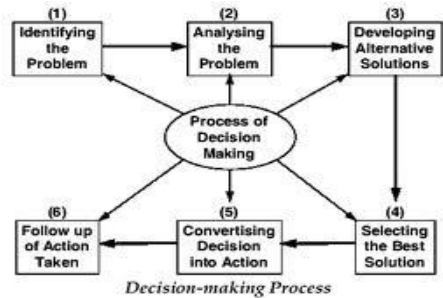 (1)
Identifying
the
Problem
(2)
Analysing
the
Problem
(3)
Developing
Alternative
Solutions
Process of
Decision
Making
(6)
Follow up
of Action
Taken
(5)
Convertising
Decision
into Action
(4)
Selecting
the Best
Solution
Decision-making Process